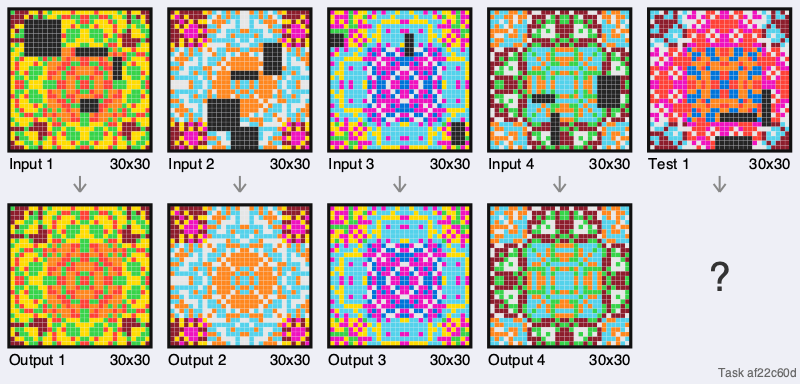 Input 1 30x30
Input 2 30x30
Input 3 30x30
Input 4 30x30
Test 1 30x30
?
Output 1 30x30
Output 2 30x30
Output 3 30x30
Output 4 30x30
Task af22c60d